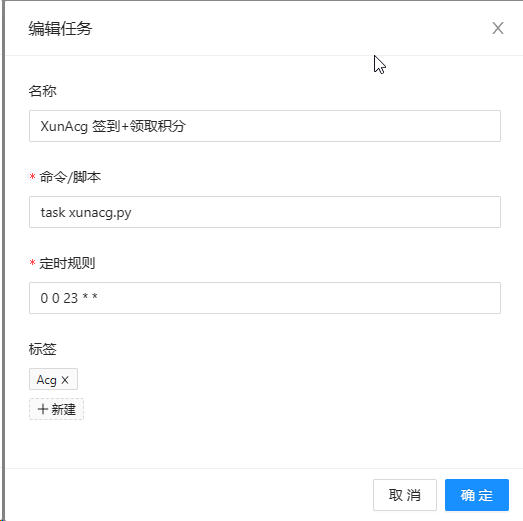 编辑任务
名称
XunAcg 签到+领取积分
* 命令/脚本
task xunacg.py
* 定时规则
0 0 23 * *
标签
Acg ×
+ 新建
取 消
确 定